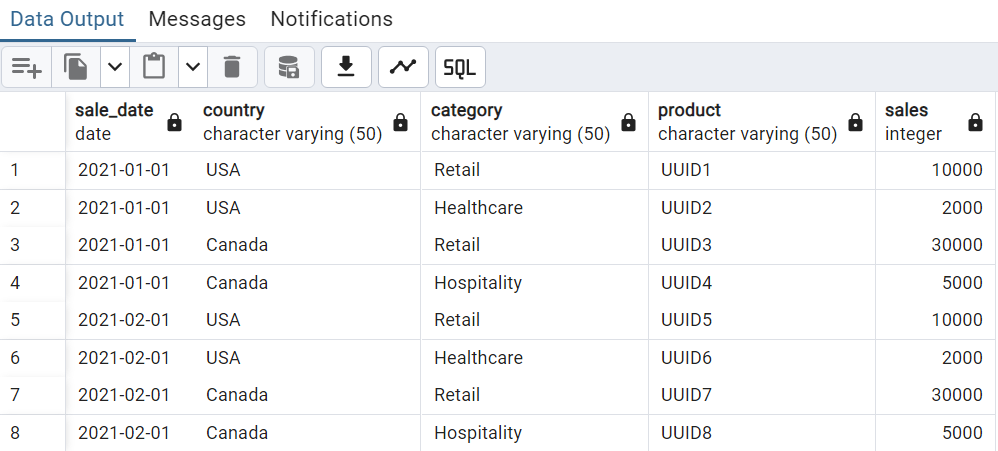 Data Output Messages Notifications
SQL
sale_date country category product sales
date character varying (50) character varying (50) character varying (50) integer
1 2021-01-01 USA Retail UUID1 10000
2 2021-01-01 USA Healthcare UUID2 2000
3 2021-01-01 Canada Retail UUID3 30000
4 2021-01-01 Canada Hospitality UUID4 5000
5 2021-02-01 USA Retail UUID5 10000
6 2021-02-01 USA Healthcare UUID6 2000
7 2021-02-01 Canada Retail UUID7 30000
8 2021-02-01 Canada Hospitality UUID8 5000